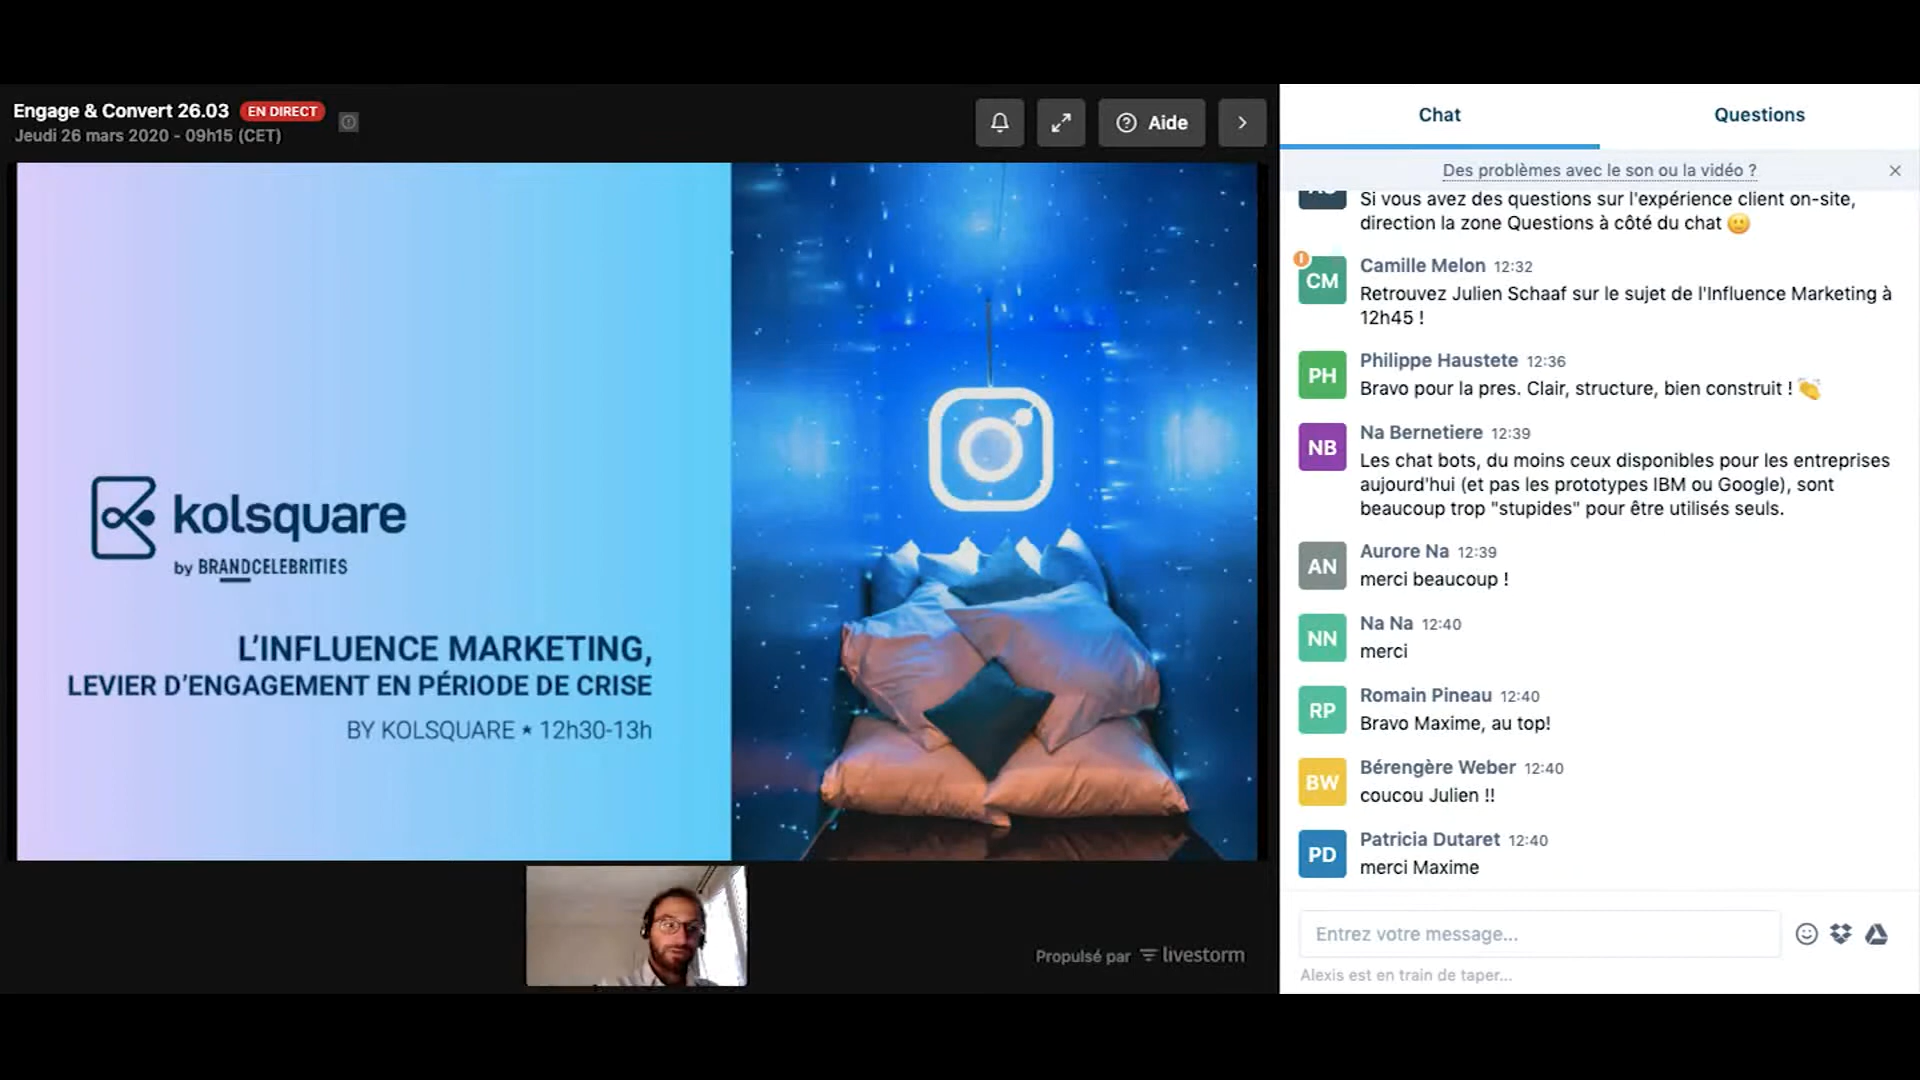 Engage & Convert 26.03 EN DIRECT
Jeudi 26 mars 2020 - 09h15 (CET)
Aide
kolsquare
by BRANDCELEBRITIES
L'INFLUENCE MARKETING,
LEVIER D'ENGAGEMENT EN PÉRIODE DE CRISE
BY KOLSQUARE ★ 12h30-13h
Propulsé par livestorm
Chat Questions
Des problèmes avec le son ou la vidéo ?
Si vous avez des questions sur l'expérience client on-site,
direction la zone Questions à côté du chat 🙂
CM Camille Melon 12:32
Retrouvez Julien Schaaf sur le sujet de l'Influence Marketing à
12h45 !
PH Philippe Haustete 12:36
Bravo pour la pres. Clair, structure, bien construit ! 👏
NB Na Bernetiere 12:39
Les chat bots, du moins ceux disponibles pour les entreprises
aujourd'hui (et pas les prototypes IBM ou Google), sont
beaucoup trop "stupides" pour être utilisés seuls.
AN Aurore Na 12:39
merci beaucoup !
NN Na Na 12:40
merci
RP Romain Pineau 12:40
Bravo Maxime, au top!
BW Bérengère Weber 12:40
coucou Julien !!
PD Patricia Dutaret 12:40
merci Maxime
Entrez votre message...
Alexis est en train de taper...